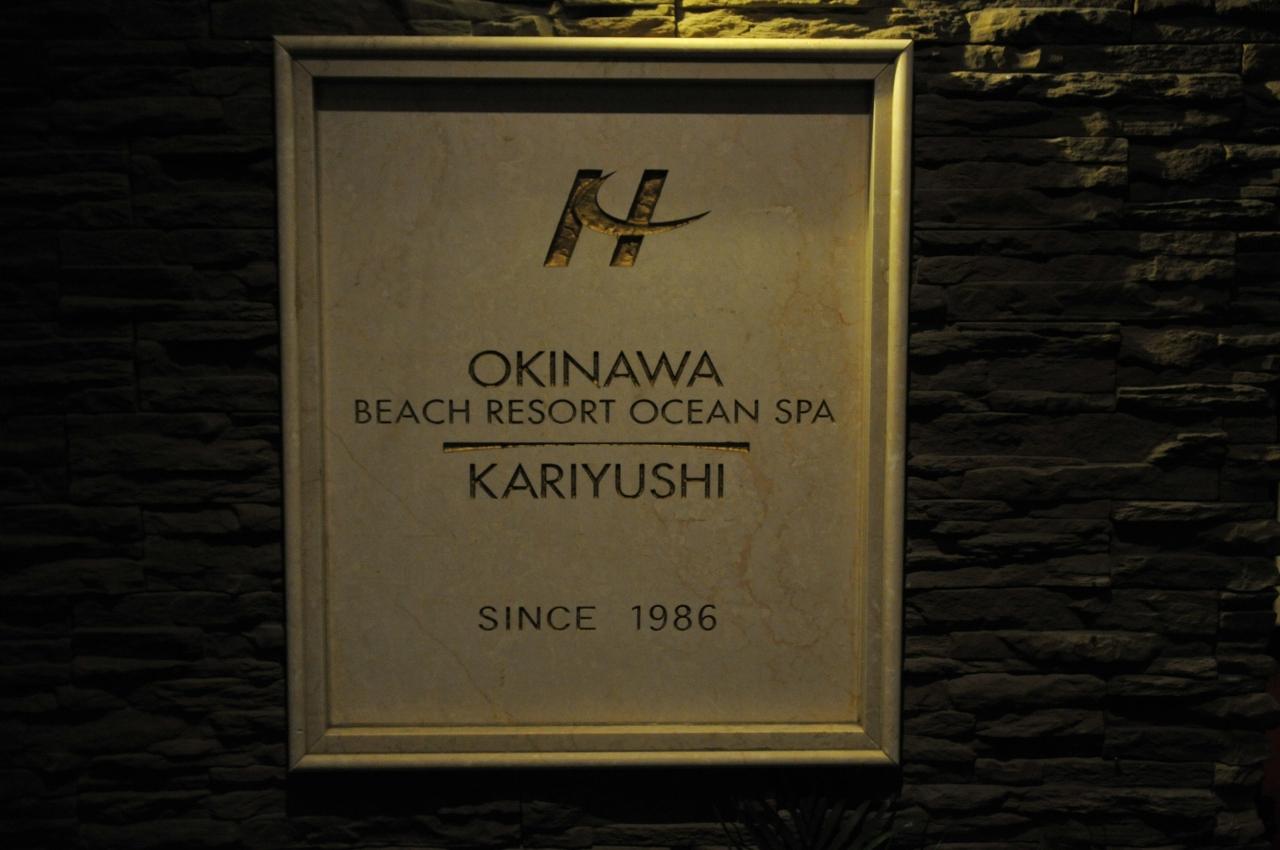 H
OKINAWA
BEACH RESORT OCEAN SPA
KARIYUSHI
SINCE 1986